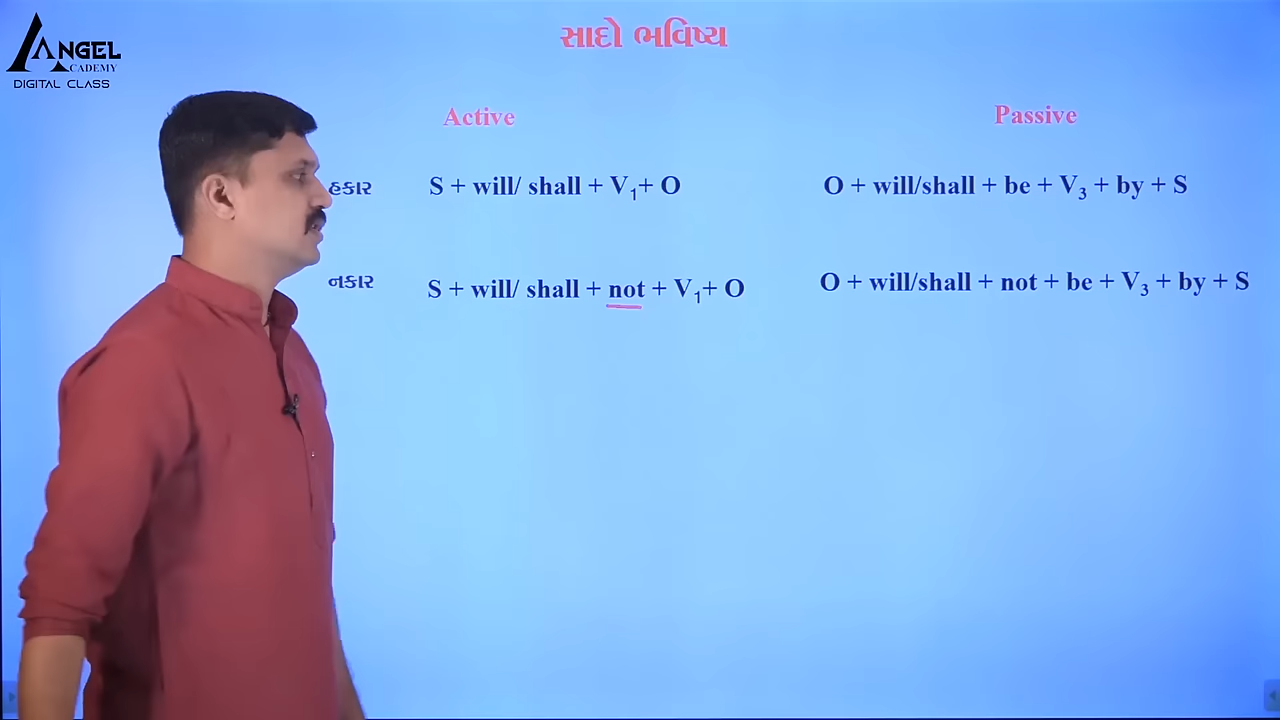 ANGEL
ACADEMY
DIGITAL CLASS
સાદો ભવિષ્ય
Active Passive
હકાર S + will/ shall + V1+ O O + will/shall + be + V3 + by + S
નકાર S + will/ shall + not + V1+ O O + will/shall + not + be + V3 + by + S